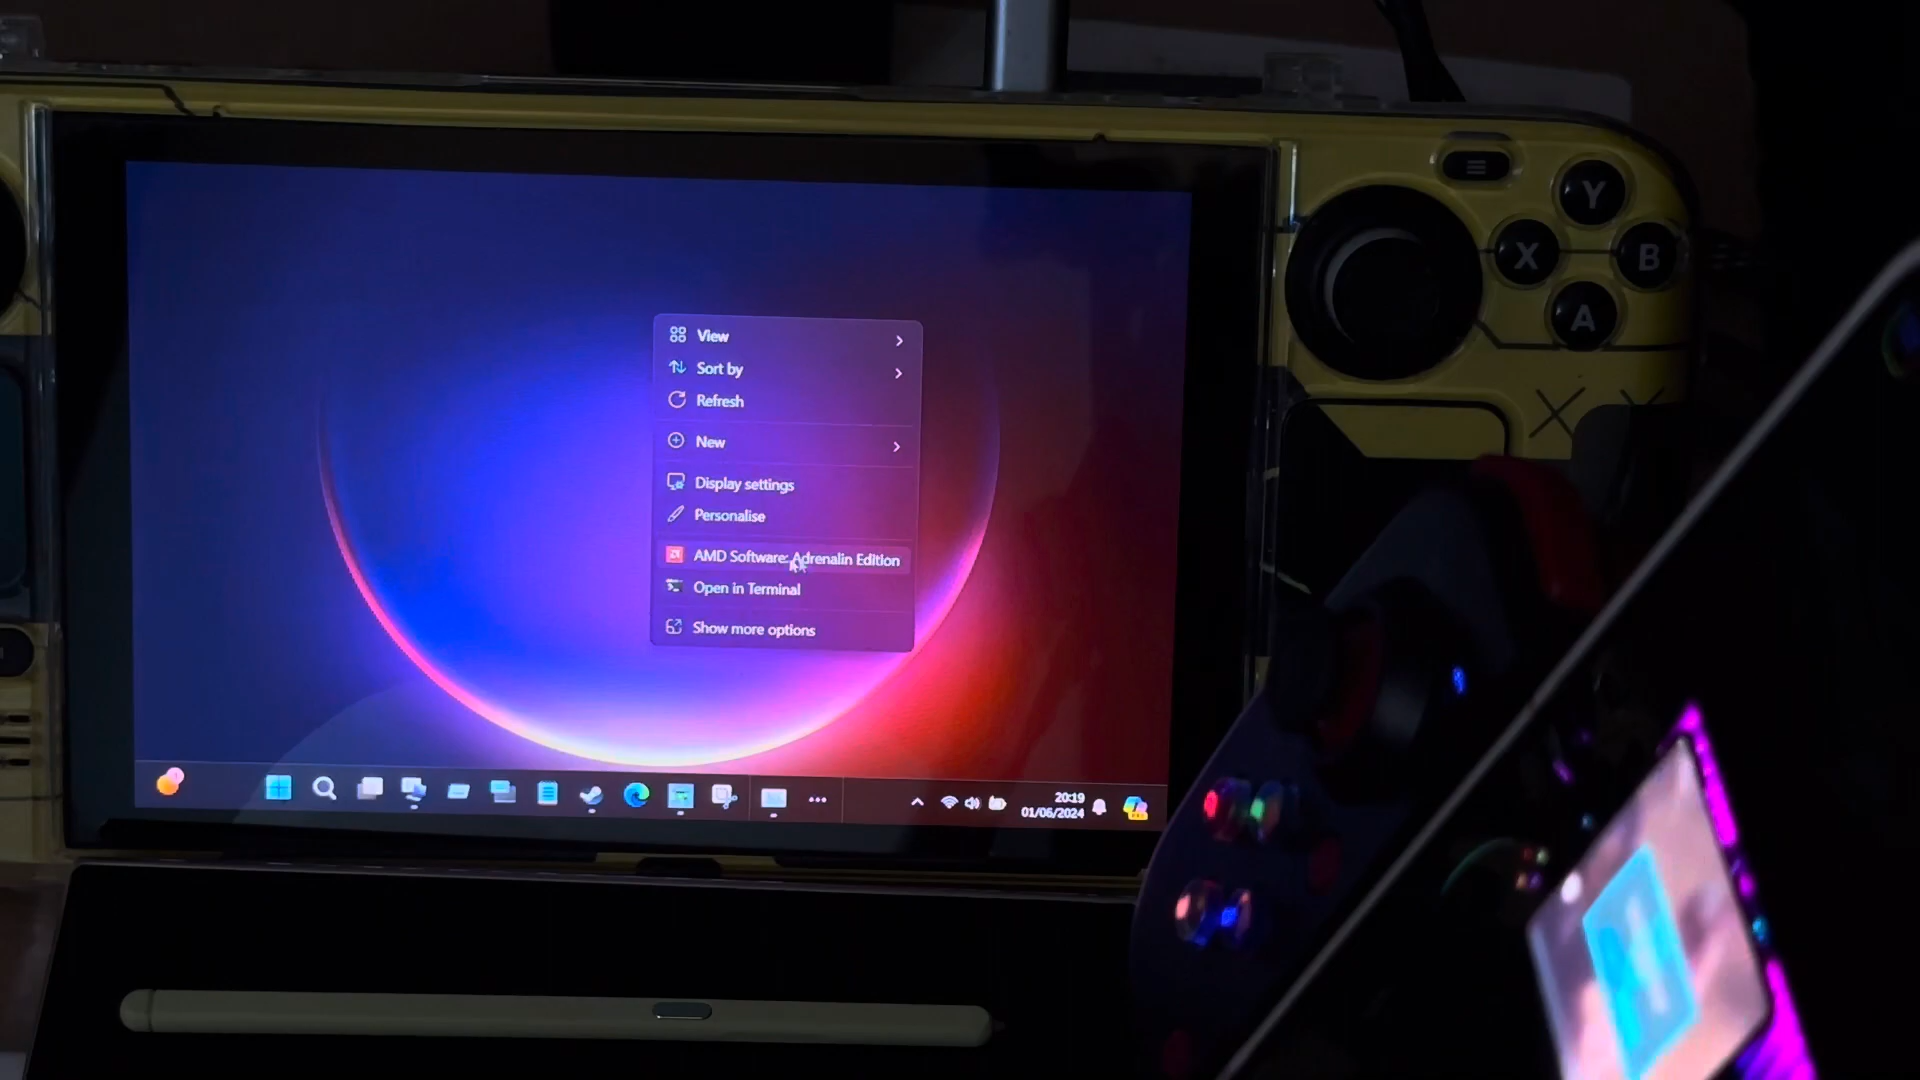 View
Sort by
Refresh
New
Display settings
Personalise
AMD Software: Adrenalin Edition
Open in Terminal
Show more options
20:19
01/06/2024
Y
X
B
A